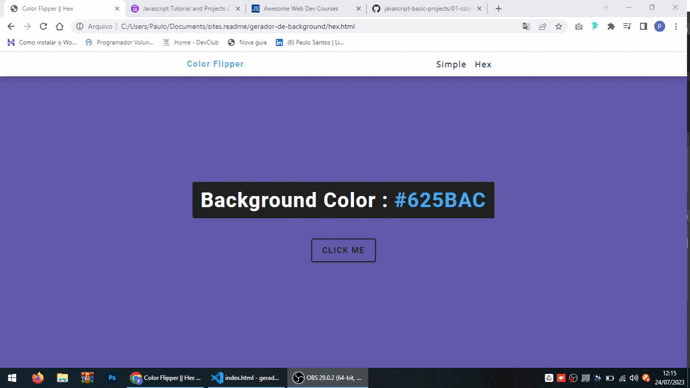 Color Flipper || Hex
Javascript Tutorial and Projects C
Awesome Web Dev Courses
javascript-basic-projects/01-colo
Arquivo
C:/Users/Paulo/Documents/sites.readme/gerador-de-background/hex.html
Como instalar o Wo...
Programador Volun...
Home - DevClub
Nova guia
(6) Paulo Santos | Li...
Color Flipper
Simple
Hex
Background Color : #625BAC
CLICK ME
Color Flipper || Hex ...
index.html - gerad...
OBS 29.0.2 (64-bit, ...
12:15
24/07/2023